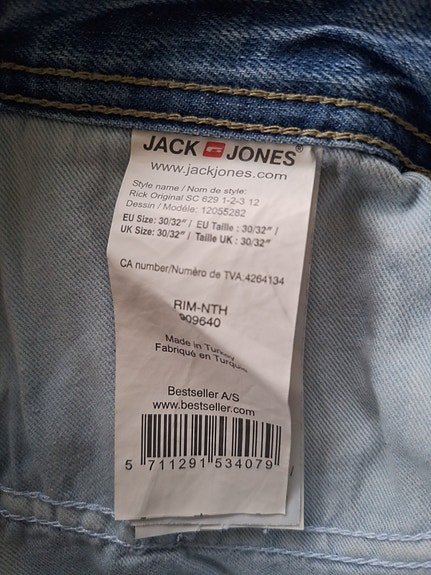 JACK JONES®
www.jackjones.com
Style name / Nom de style:
Rick Original SC 629 1-2-3 12
Dessin / Modéle: 12055282
EU Size: 30/32" / EU Taille : 30/32"
UK Size: 30/32" / Taille UK : 30/32"
CA number/Numéro de TVA:4264134
RIM-NTH
909640
Made in Turkey
Fabriqué en Turquie
Bestseller A/S
www.bestseller.com
5 711291 534079